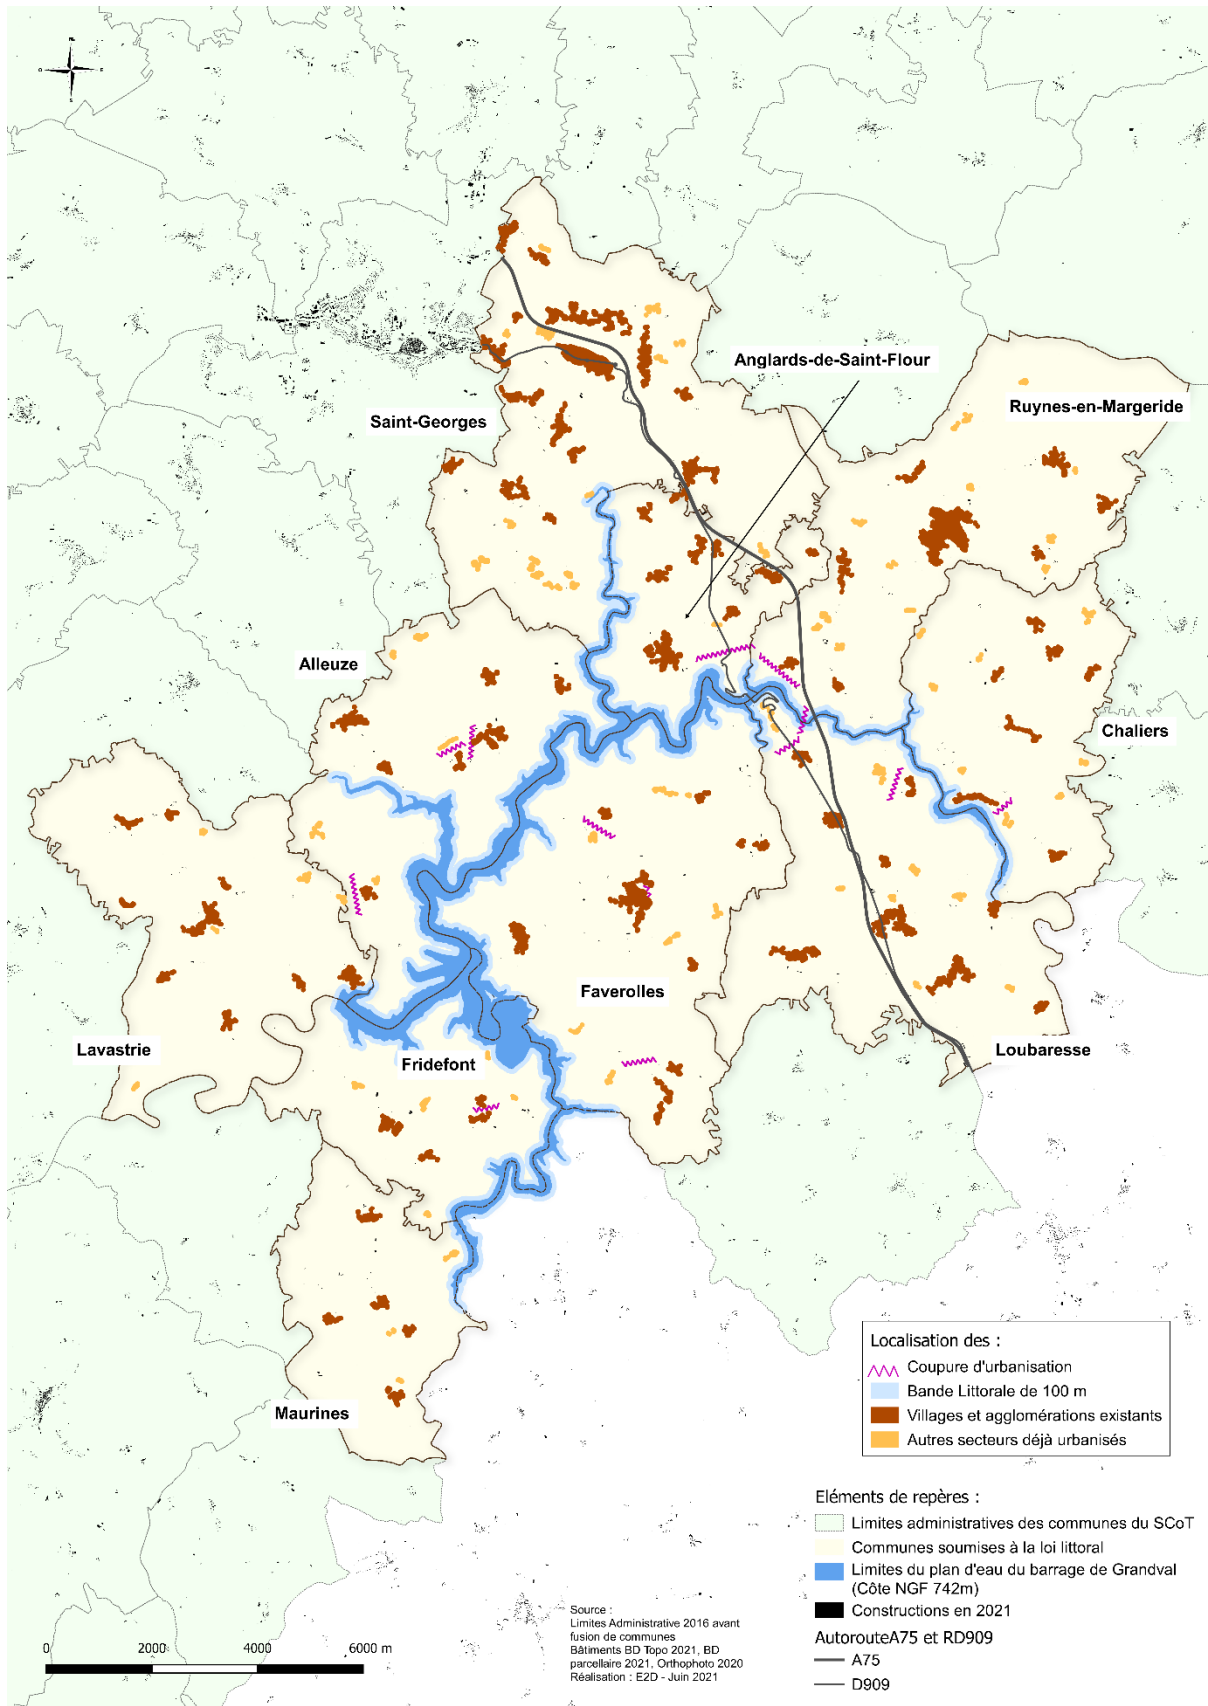 Anglards-de-Saint-Flour
Ruynes-en-Margeride
Saint-Georges
Alleuze
Chaliers
Faverolles
Lavastrie
Fridefont
Loubaresse
Maurines
Localisation des :
Coupure d'urbanisation
Bande Littorale de 100 m
Villages et agglomérations existants
Autres secteurs déjà urbanisés
Eléments de repères :
Limites administratives des communes du SCoT
Communes soumises à la loi littoral
Limites du plan d'eau du barrage de Grandval
(Côte NGF 742m)
Constructions en 2021
AutorouteA75 et RD909
A75
D909
Source :
Limites Administrative 2016 avant
fusion de communes
Bâtiments BD Topo 2021, BD
parcellaire 2021, Orthophoto 2020
Réalisation : E2D - Juin 2021
0 2000 4000 6000 m